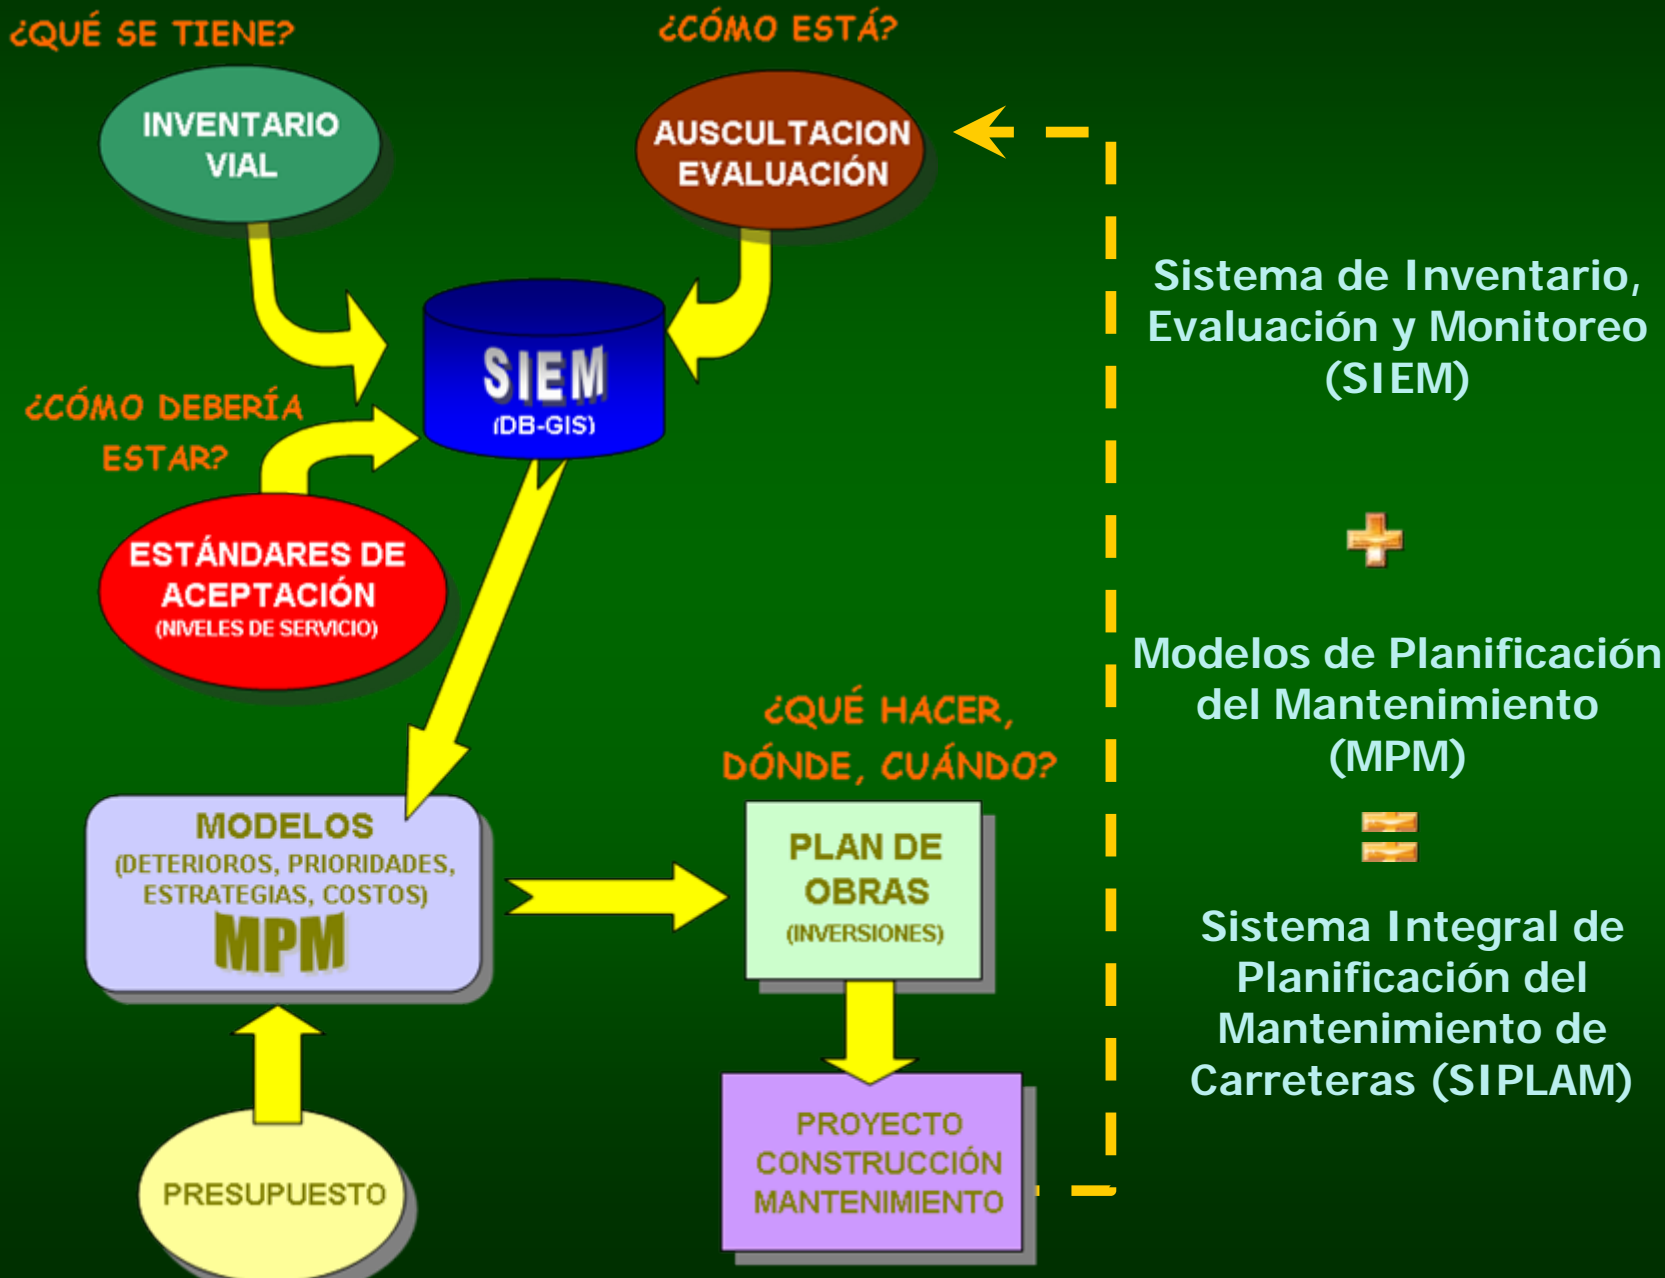 ¿QUÉ SE TIENE?
¿CÓMO ESTÁ?
INVENTARIO
VIAL
AUSCULTACION
EVALUACIÓN
SIEM
(DB-GIS)
¿CÓMO DEBERÍA
ESTAR?
ESTÁNDARES DE
ACEPTACIÓN
(NIVELES DE SERVICIO)
MODELOS
(DETERIOROS, PRIORIDADES,
ESTRATEGIAS, COSTOS)
MPM
PRESUPUESTO
¿QUÉ HACER,
DÓNDE, CUÁNDO?
PLAN DE
OBRAS
(INVERSIONES)
PROYECTO
CONSTRUCCIÓN
MANTENIMIENTO
Sistema de Inventario,
Evaluación y Monitoreo
(SIEM)
+
Modelos de Planificación
del Mantenimiento
(MPM)
=
Sistema Integral de
Planificación del
Mantenimiento de
Carreteras (SIPLAM)